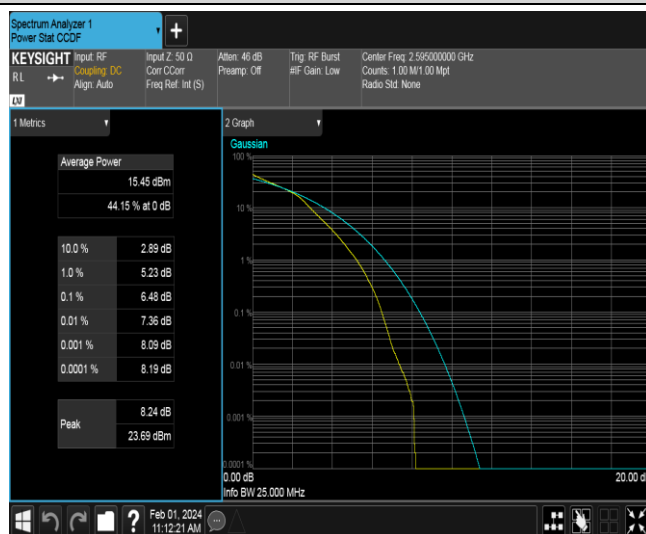 Spectrum Analyzer 1
Power Stat CCDF
+
KEYSIGHT
RL
LXI
Input: RF
Coupling: DC
Align: Auto
Input Z: 50 Ω
Corr CCorr
Freq Ref: Int (S)
Atten: 46 dB
Preamp: Off
Trig: RF Burst
#IF Gain: Low
Center Freq: 2.595000000 GHz
Counts: 1.00 M/1.00 Mpt
Radio Std: None
1 Metrics
Average Power
15.45 dBm
44.15 % at 0 dB
10.0 % 2.89 dB
1.0 % 5.23 dB
0.1 % 6.48 dB
0.01 % 7.36 dB
0.001 % 8.09 dB
0.0001 % 8.19 dB
Peak
8.24 dB
23.69 dBm
2 Graph
Gaussian
100 %
10 %
1 %
0.1 %
0.01 %
0.001 %
0.0001 %
0.00 dB 20.00 d
Info BW 25.000 MHz
?
Feb 01, 2024
11:12:21 AM